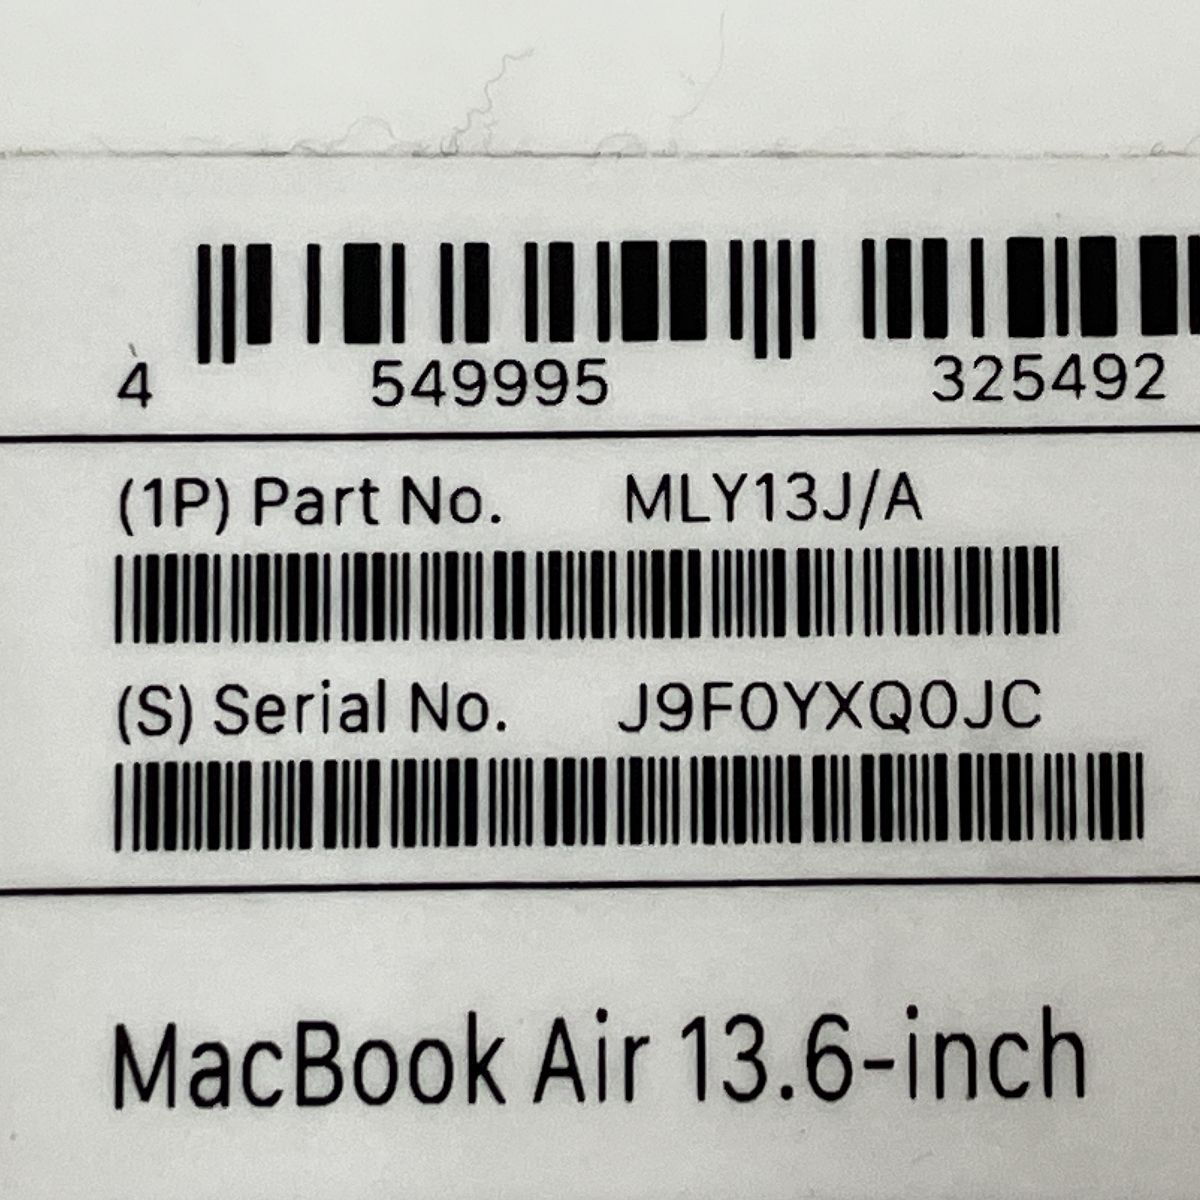 4 549995 325492
(1P) Part No. MLY13J/A
(S) Serial No. J9F0YXQ0JC
MacBook Air 13.6-inch